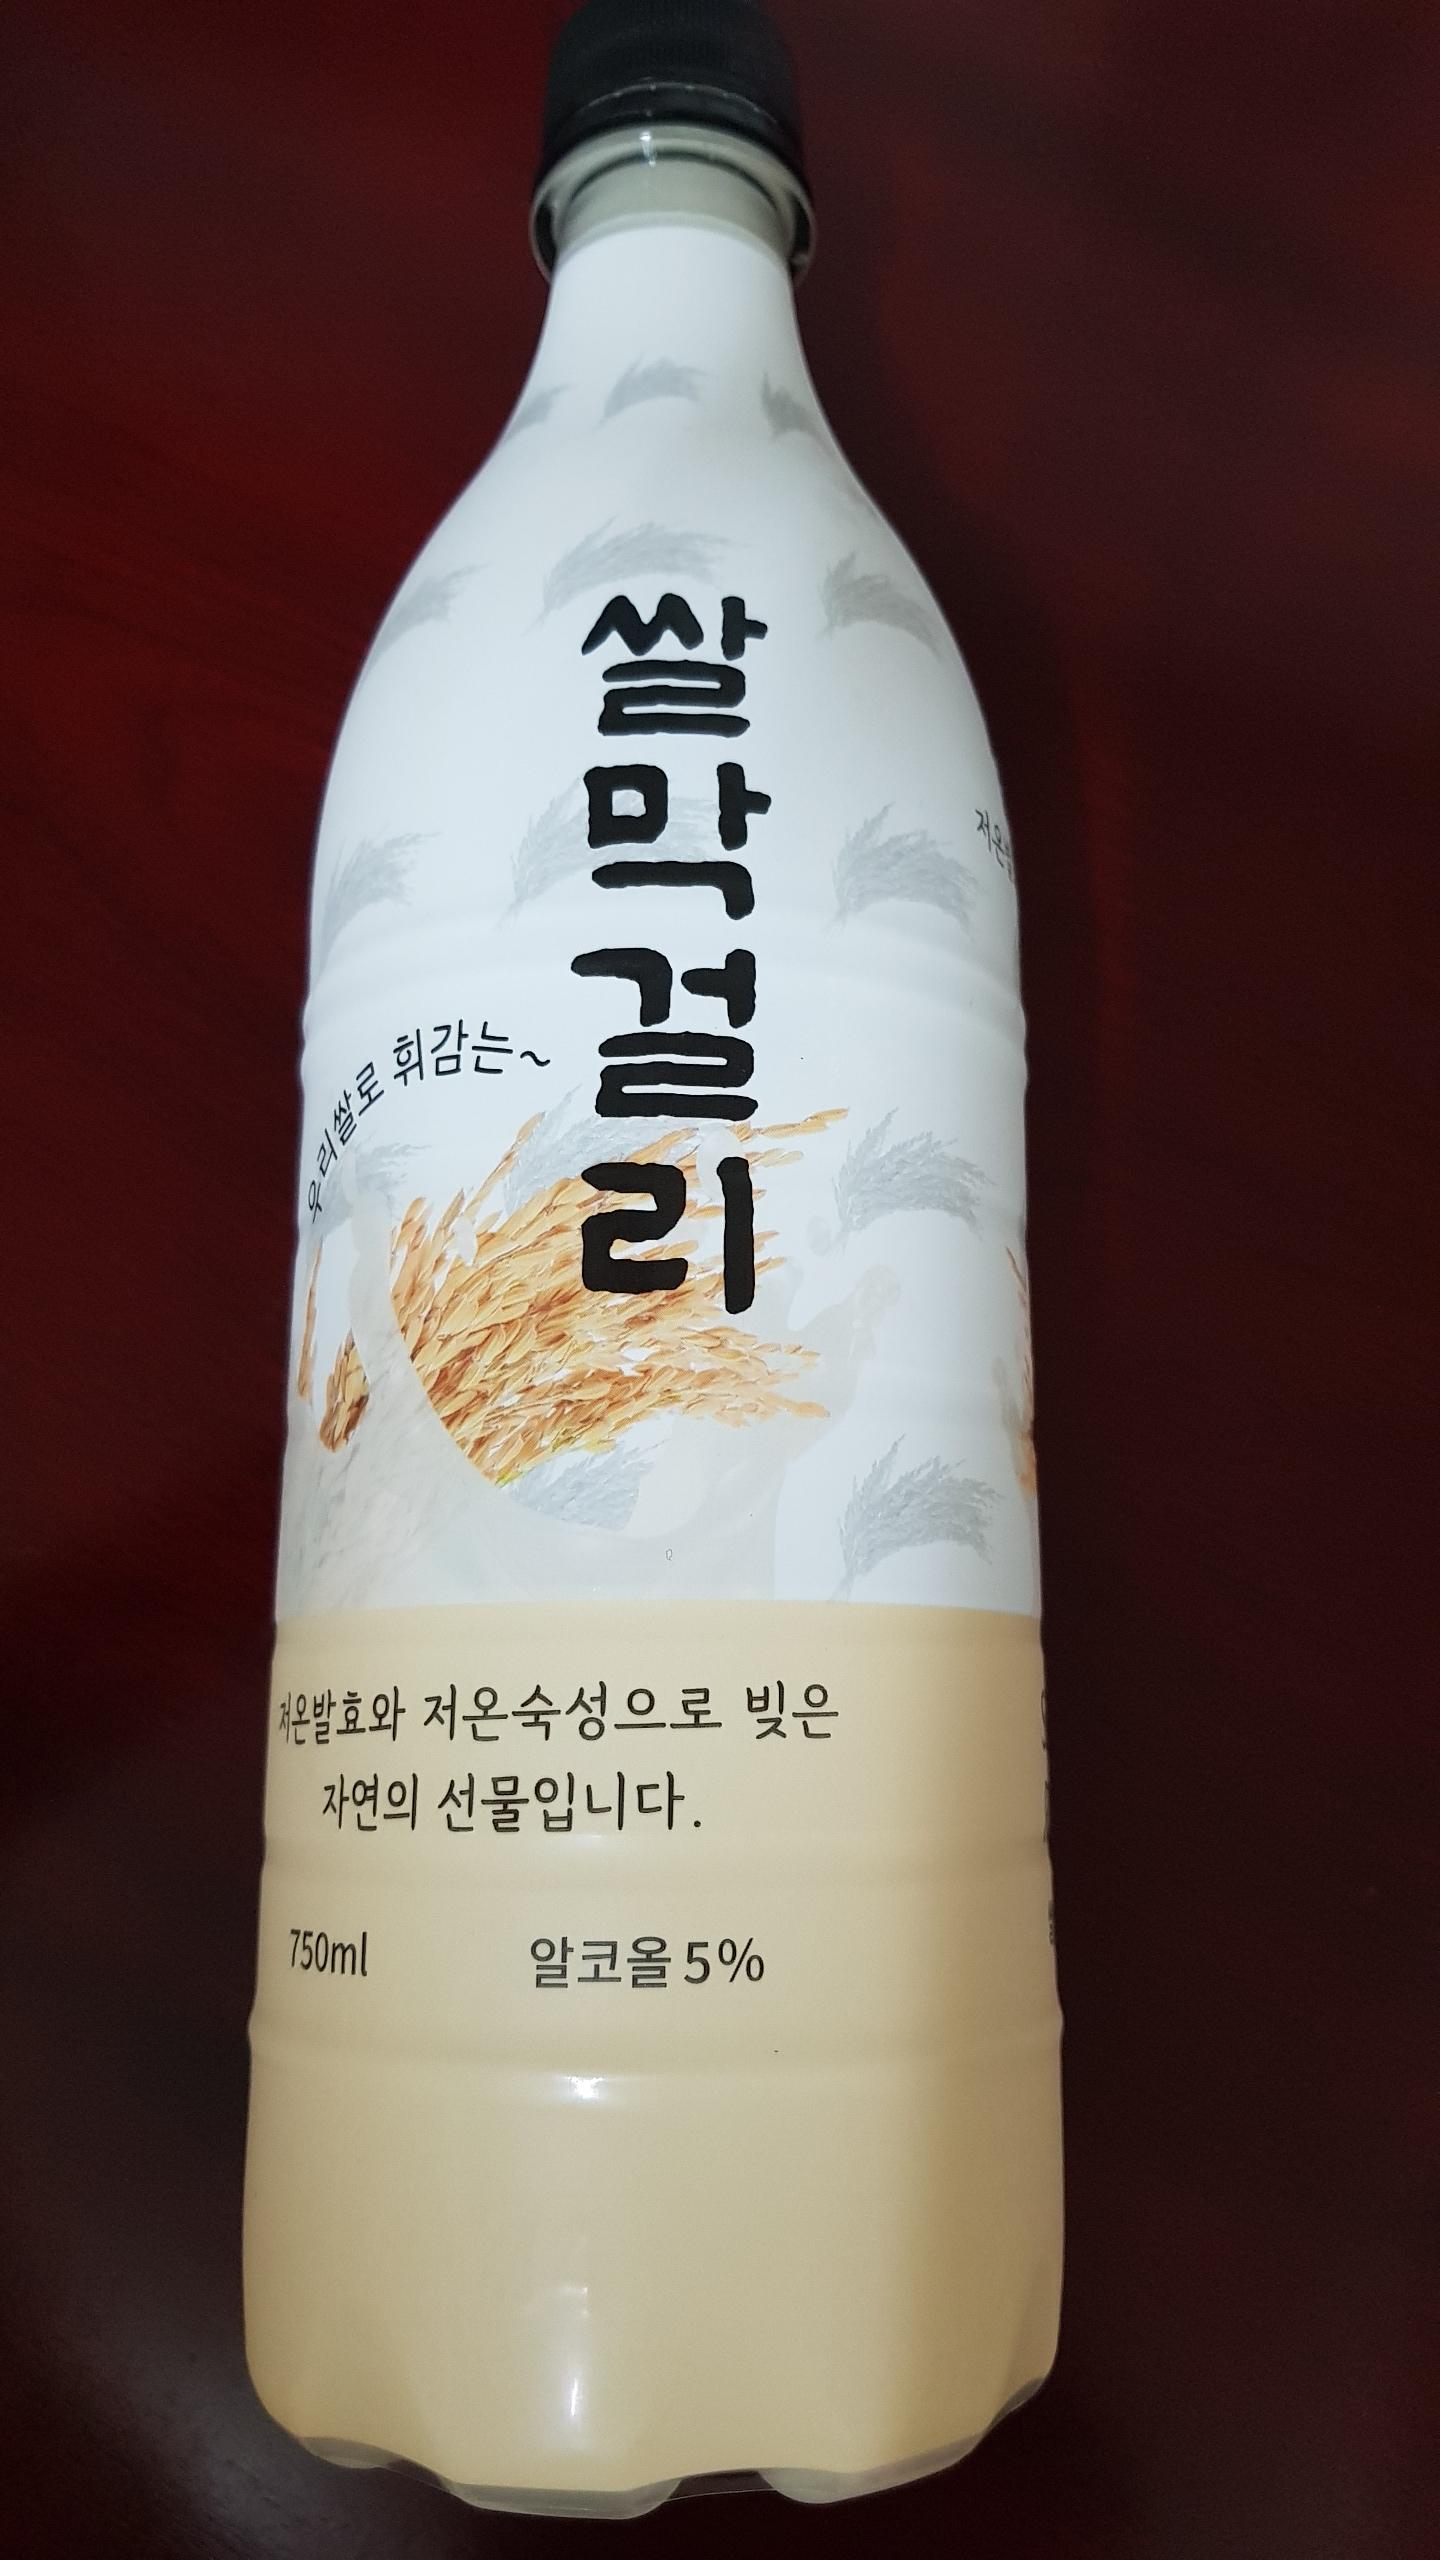 쌀막걸리
우리쌀로 휘감는~
저온발효와 저온숙성으로 빚은
자연의 선물입니다.
750ml 알코올 5%